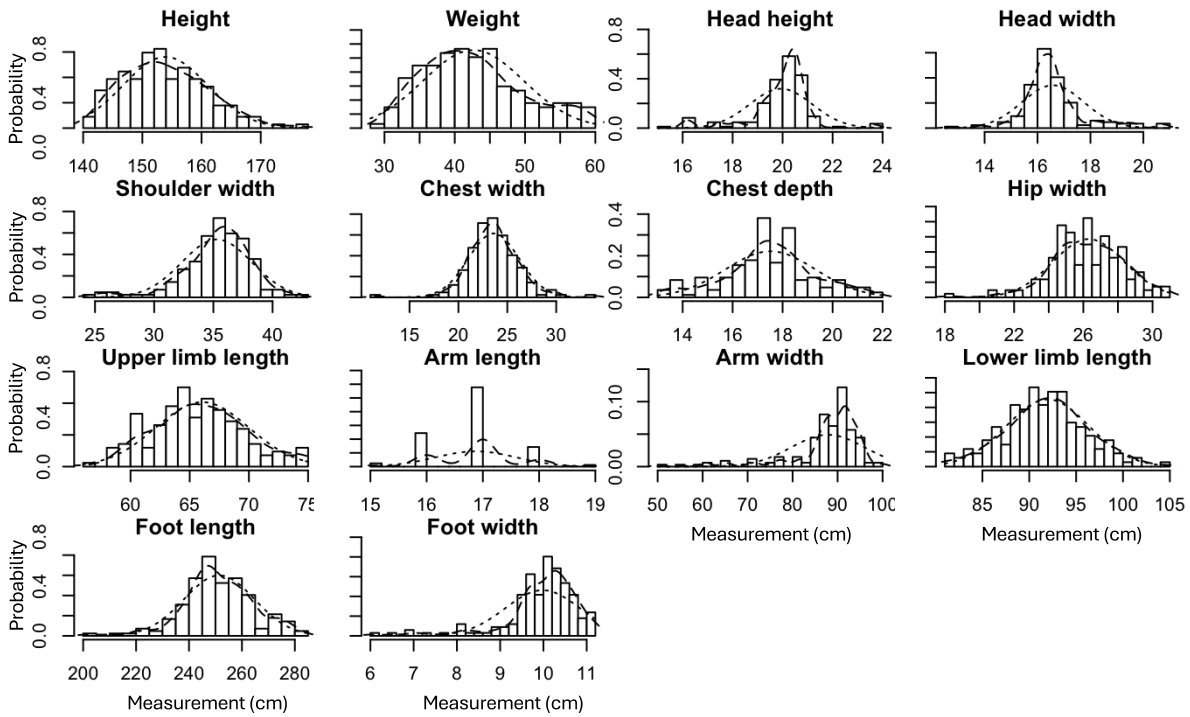 Height Weight Head height Head width
Probability
0.0 0.4 0.8
0.0 0.4 0.8
140 150 160 170
30 40 50 60
16 18 20 22 24
14 16 18 20
Shoulder width Chest width Chest depth Hip width
Probability
0.0 0.4 0.8
0.0 0.2 0.4
25 30 35 40
15 20 25 30
14 16 18 20 22
18 22 26 30
Upper limb length Arm length Arm width Lower limb length
Probability
0.0 0.4 0.8
0.00 0.10
60 65 70 75
15 16 17 18 19
50 60 70 80 90 100
85 90 95 100 105
Measurement (cm) Measurement (cm)
Foot length Foot width
Probability
0.0 0.4 0.8
200 220 240 260 280
6 7 8 9 10 11
Measurement (cm) Measurement (cm)